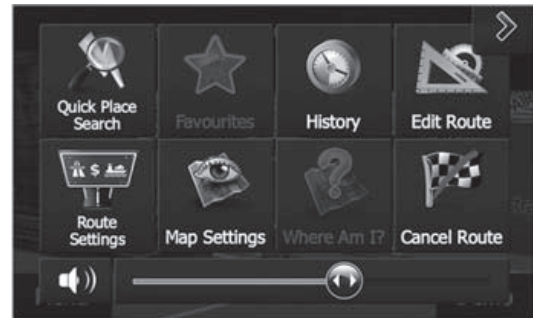 Quick Place
Search
Favourites
History
Edit Route
Route
Settings
Map Settings
Where Am I?
Cancel Route